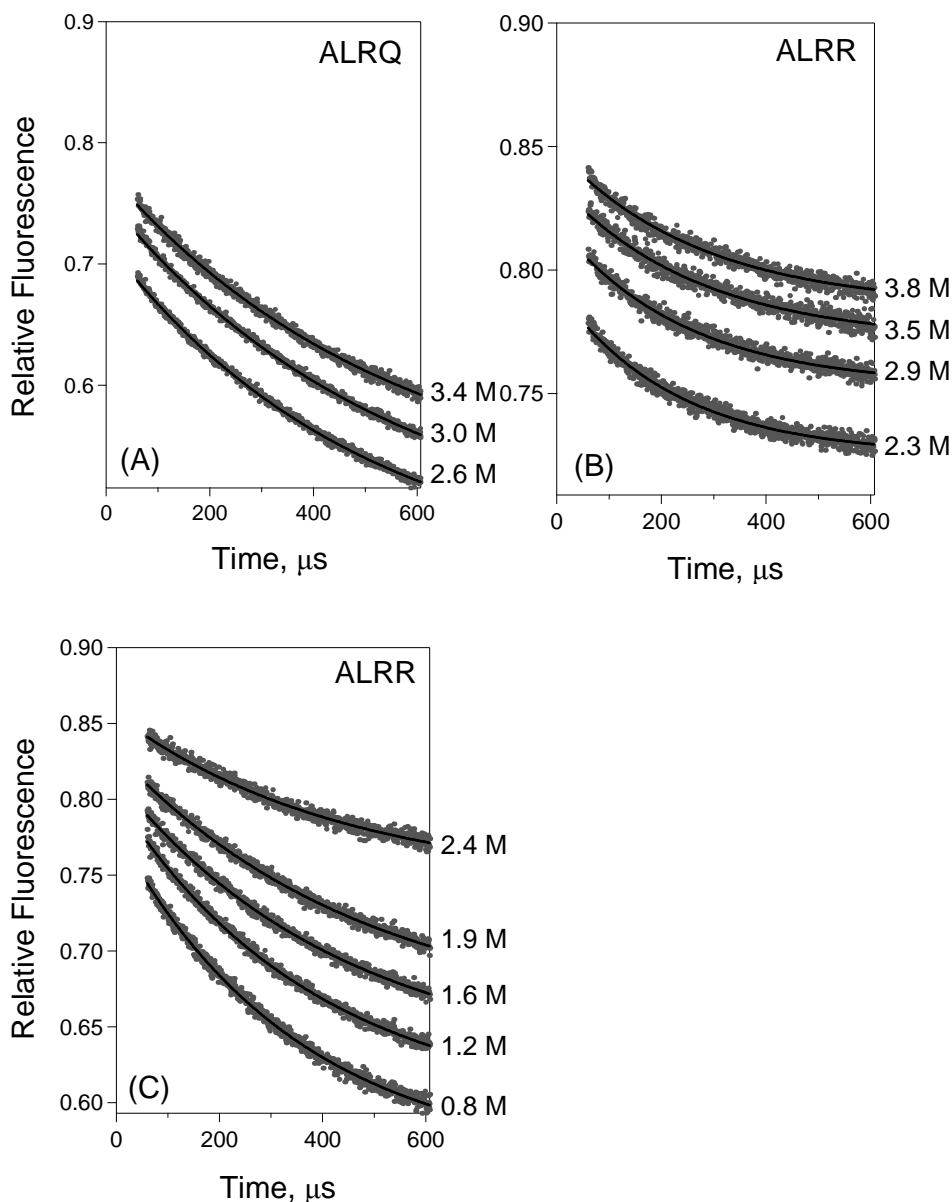 0.9
0.8
0.7
0.6
Relative Fluorescence
ALRQ
(A)
3.4 M
3.0 M
2.6 M
0
200
400
600
Time, μs
0.90
0.85
0.80
0.75
ALRR
(B)
3.8 M
3.5 M
2.9 M
2.3 M
0
200
400
600
Time, μs
0.90
0.85
0.80
0.75
0.70
0.65
0.60
Relative Fluorescence
ALRR
(C)
2.4 M
1.9 M
1.6 M
1.2 M
0.8 M
0
200
400
600
Time, μs